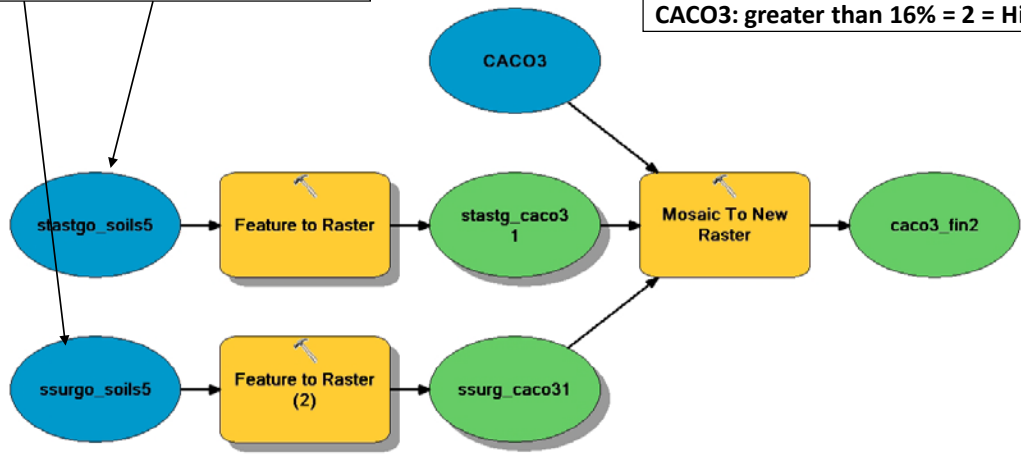 CACO3: greater than 16% = 2 = Hi
CACO3
stastgo_soils5
Feature to Raster
stastg_caco3
1
Mosaic To New
Raster
caco3_fin2
ssurgo_soils5
Feature to Raster
(2)
ssurg_caco31